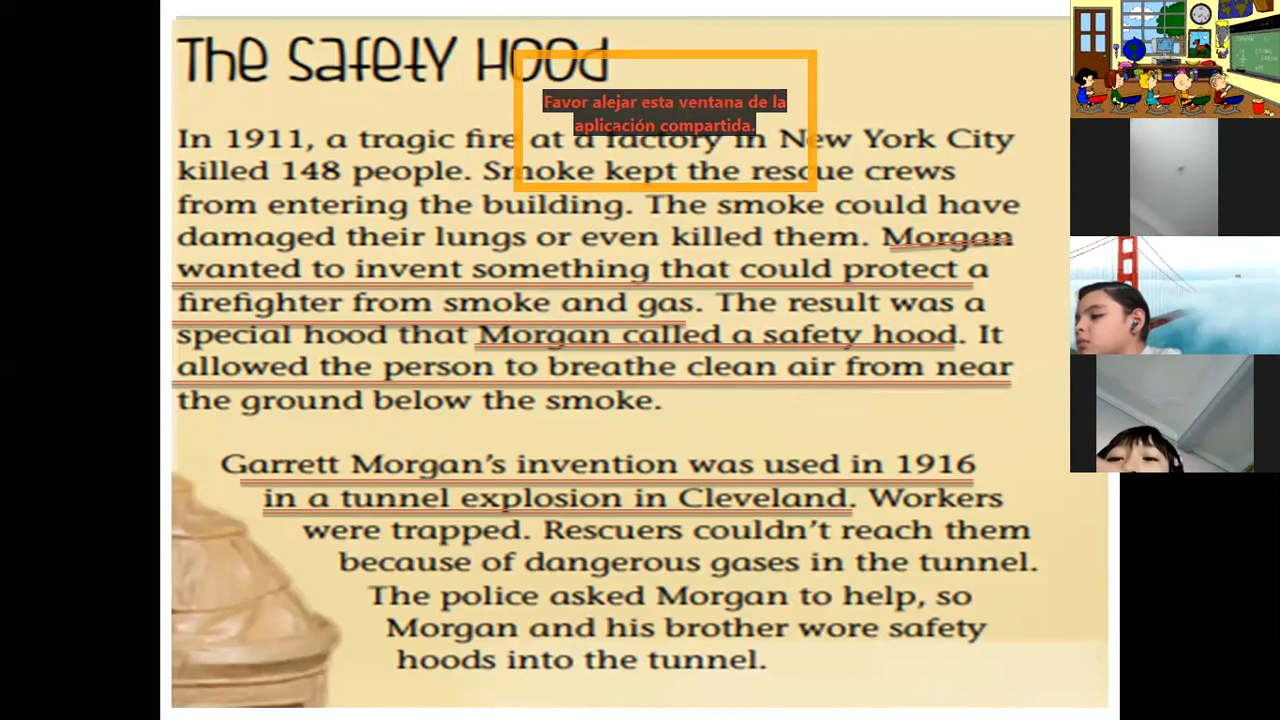 The Safety Hood
Favor alejar esta ventana de la
aplicación compartida.
In 1911, a tragic fire at a factory in New York City
killed 148 people. Smoke kept the rescue crews
from entering the building. The smoke could have
damaged their lungs or even killed them. Morgan
wanted to invent something that could protect a
firefighter from smoke and gas. The result was a
special hood that Morgan called a safety hood. It
allowed the person to breathe clean air from near
the ground below the smoke.
Garrett Morgan's invention was used in 1916
in a tunnel explosion in Cleveland. Workers
were trapped. Rescuers couldn't reach them
because of dangerous gases in the tunnel.
The police asked Morgan to help, so
Morgan and his brother wore safety
hoods into the tunnel.